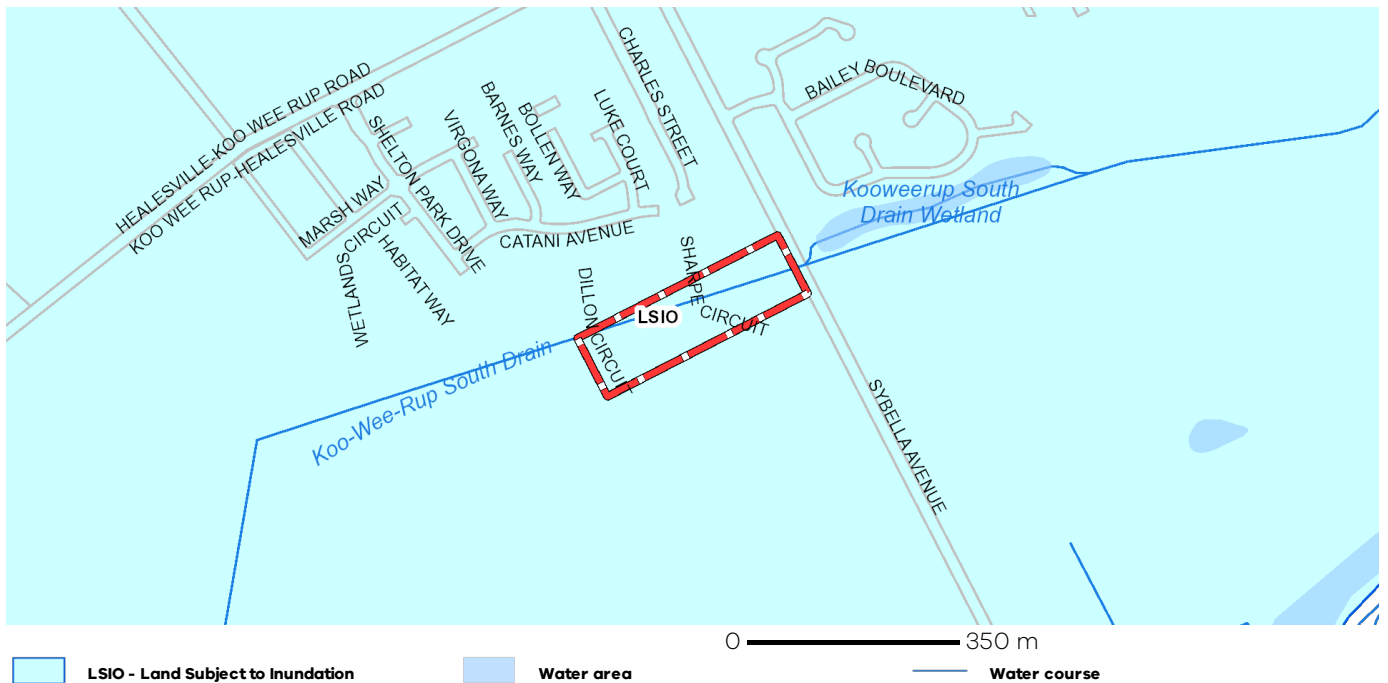 HEALESVILLE-KOO WEE RUP ROAD
KOO WEE RUP-HEALESVILLE ROAD
SHELTON PARK DRIVE
VIRGONA WAY
BARNES WAY
BOLLEN WAY
LUKE COURT
CHARLES STREET
BAILEY BOULEVARD
MARSH WAY
WETLANDS CIRCUIT
HABITAT WAY
CATANI AVENUE
Kooweerup South
Drain Wetland
SHARPE CIRCUIT
DILLON CIRCUIT
LSIO
Koo-Wee-Rup South Drain
SYBELLA AVENUE
0 350 m
LSIO - Land Subject to Inundation
Water area
Water course